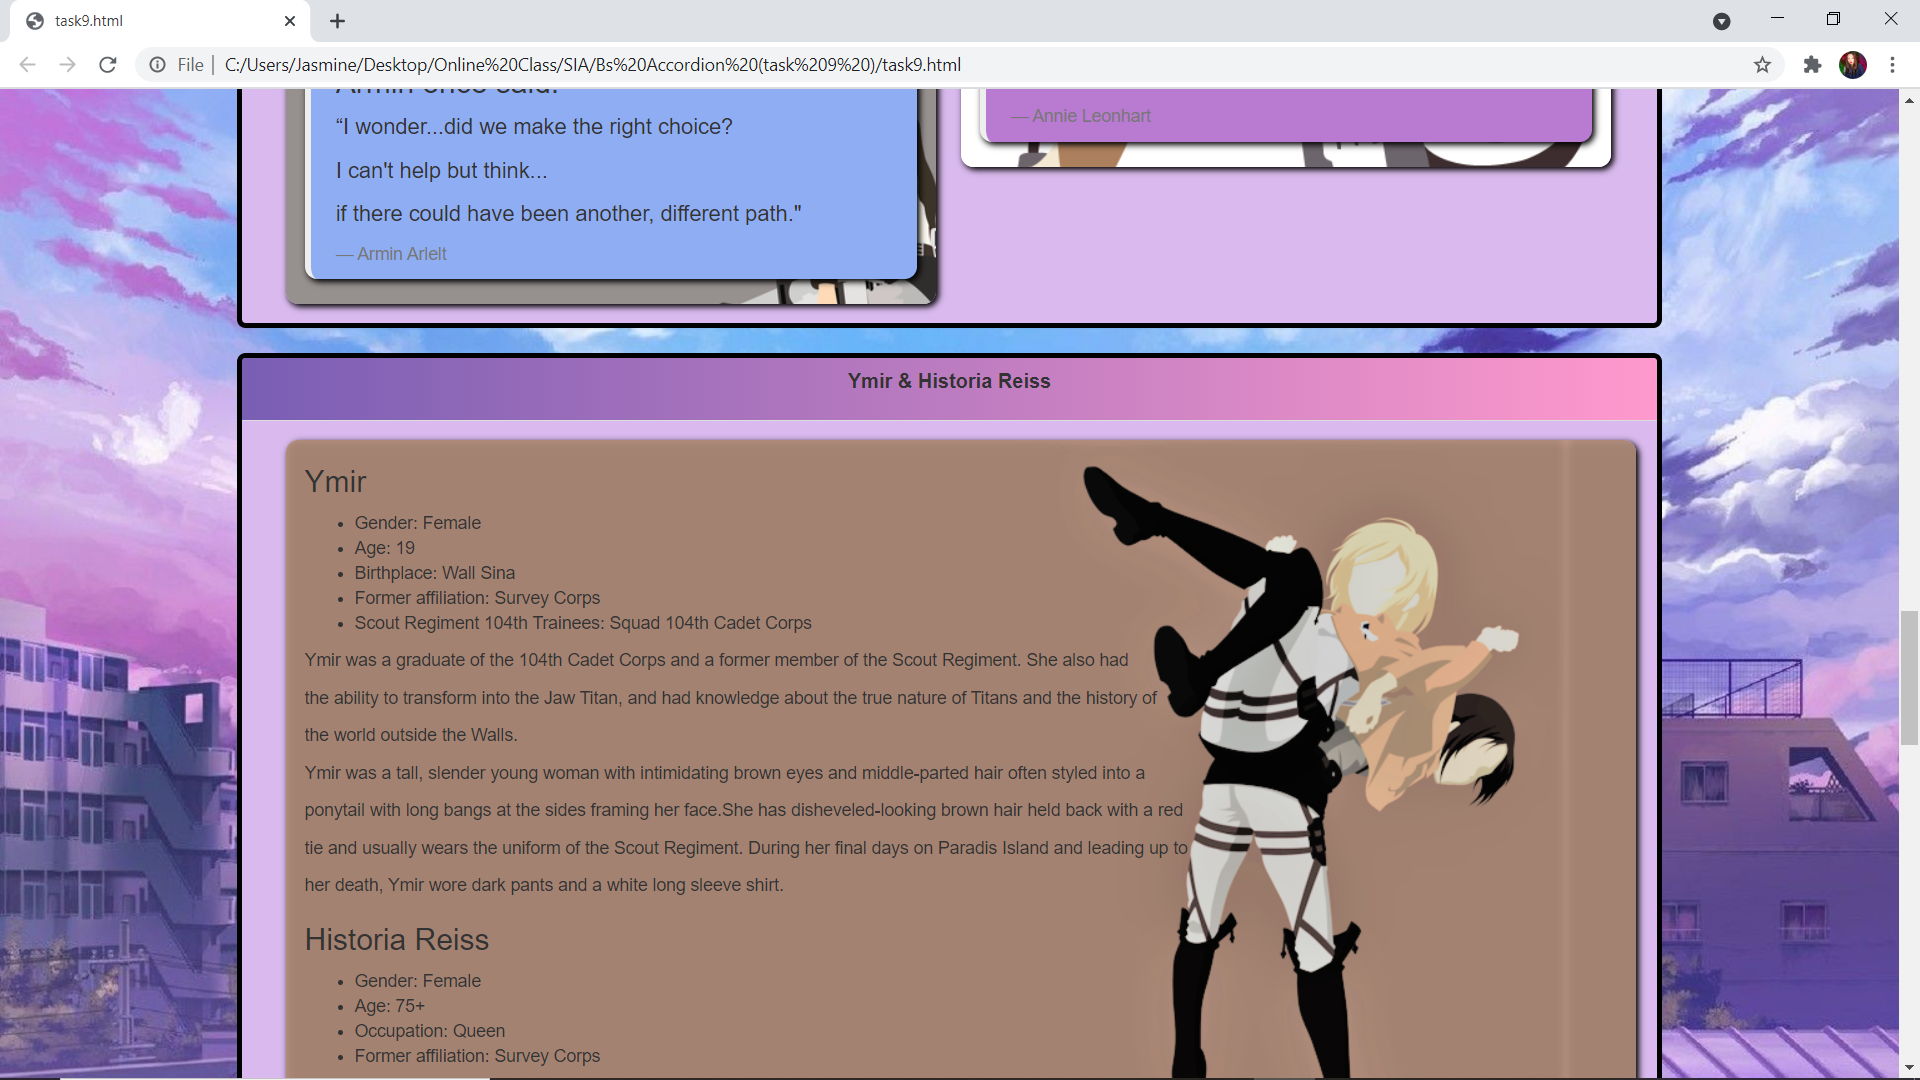 task9.html
File
C:/Users/Jasmine/Desktop/Online%20Class/SIA/Bs%20Accordion%20(task%209%20)/task9.html
Armin once said:
“I wonder...did we make the right choice?
I can't help but think...
if there could have been another, different path."
— Armin Arlelt
— Annie Leonhart
Ymir & Historia Reiss
Ymir
• Gender: Female
• Age: 19
• Birthplace: Wall Sina
• Former affiliation: Survey Corps
• Scout Regiment 104th Trainees: Squad 104th Cadet Corps
Ymir was a graduate of the 104th Cadet Corps and a former member of the Scout Regiment. She also had
the ability to transform into the Jaw Titan, and had knowledge about the true nature of Titans and the history of
the world outside the Walls.
Ymir was a tall, slender young woman with intimidating brown eyes and middle-parted hair often styled into a
ponytail with long bangs at the sides framing her face.She has disheveled-looking brown hair held back with a red
tie and usually wears the uniform of the Scout Regiment. During her final days on Paradis Island and leading up to
her death, Ymir wore dark pants and a white long sleeve shirt.
Historia Reiss
• Gender: Female
• Age: 75+
• Occupation: Queen
• Former affiliation: Survey Corps